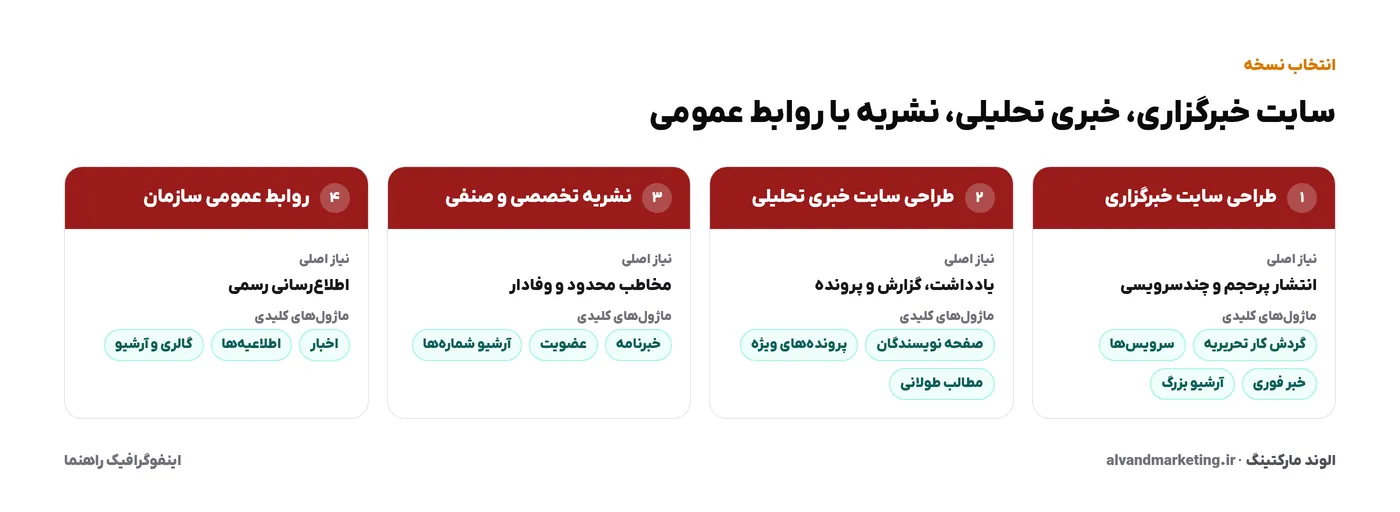 انتخاب نسخه
سایت خبرگزاری، خبری تحلیلی، نشریه یا روابط عمومی
۱ طراحی سایت خبرگزاری
نیاز اصلی
انتشار پرحجم و چندسرویسی
ماژول‌های کلیدی
گردش کار تحریریه سرویس‌ها
خبر فوری آرشیو بزرگ
۲ طراحی سایت خبری تحلیلی
نیاز اصلی
یادداشت، گزارش و پرونده
ماژول‌های کلیدی
صفحه نویسندگان پرونده‌های ویژه
مطالب طولانی
۳ نشریه تخصصی و صنفی
نیاز اصلی
مخاطب محدود و وفادار
ماژول‌های کلیدی
خبرنامه عضویت آرشیو شماره‌ها
۴ روابط عمومی سازمان
نیاز اصلی
اطلاع‌رسانی رسمی
ماژول‌های کلیدی
اخبار اطلاعیه‌ها گالری و آرشیو
الوند مارکتینگ · alvandmarketing.ir
اینفوگرافیک راهنما